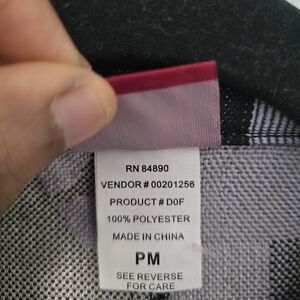 RN 84890
VENDOR # 00201256
PRODUCT # D0F
100% POLYESTER
MADE IN CHINA
PM
SEE REVERSE
FOR CARE